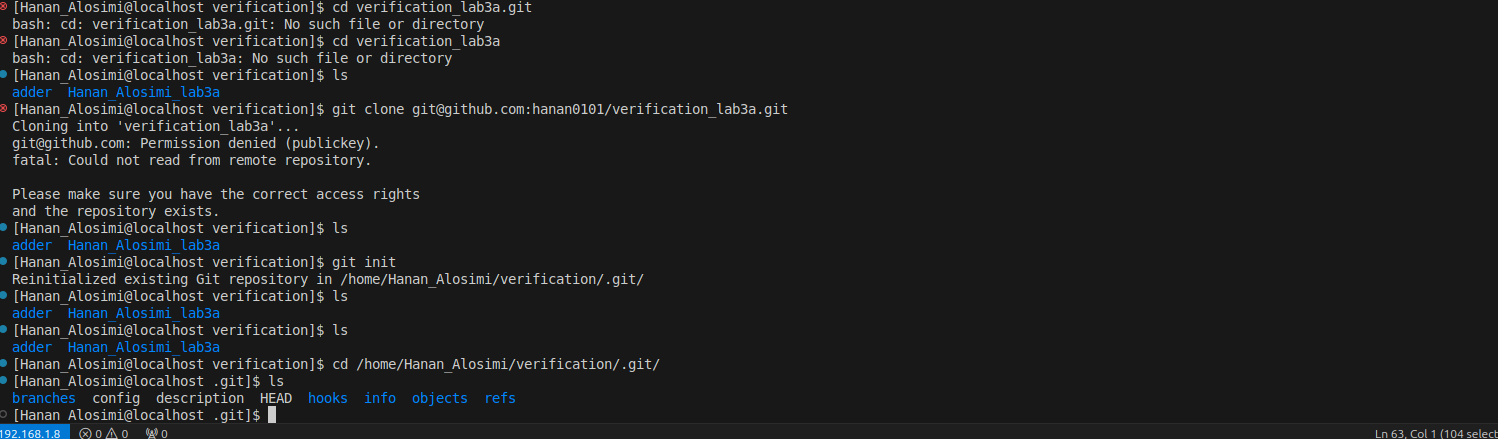 [Hanan_Alosimi@localhost verification]$ cd verification_lab3a.git
bash: cd: verification_lab3a.git: No such file or directory
[Hanan_Alosimi@localhost verification]$ cd verification_lab3a
bash: cd: verification_lab3a: No such file or directory
[Hanan_Alosimi@localhost verification]$ ls
adder  Hanan_Alosimi_lab3a
[Hanan_Alosimi@localhost verification]$ git clone git@github.com:hanan0101/verification_lab3a.git
Cloning into 'verification_lab3a'...
git@github.com: Permission denied (publickey).
fatal: Could not read from remote repository.

Please make sure you have the correct access rights
and the repository exists.
[Hanan_Alosimi@localhost verification]$ ls
adder  Hanan_Alosimi_lab3a
[Hanan_Alosimi@localhost verification]$ git init
Reinitialized existing Git repository in /home/Hanan_Alosimi/verification/.git/
[Hanan_Alosimi@localhost verification]$ ls
adder  Hanan_Alosimi_lab3a
[Hanan_Alosimi@localhost verification]$ ls
adder  Hanan_Alosimi_lab3a
[Hanan_Alosimi@localhost verification]$ cd /home/Hanan_Alosimi/verification/.git/
[Hanan_Alosimi@localhost .git]$ ls
branches  config  description  HEAD  hooks  info  objects  refs
[Hanan_Alosimi@localhost .git]$
192.168.1.8 0 0 0 Ln 63, Col 1 (104 select